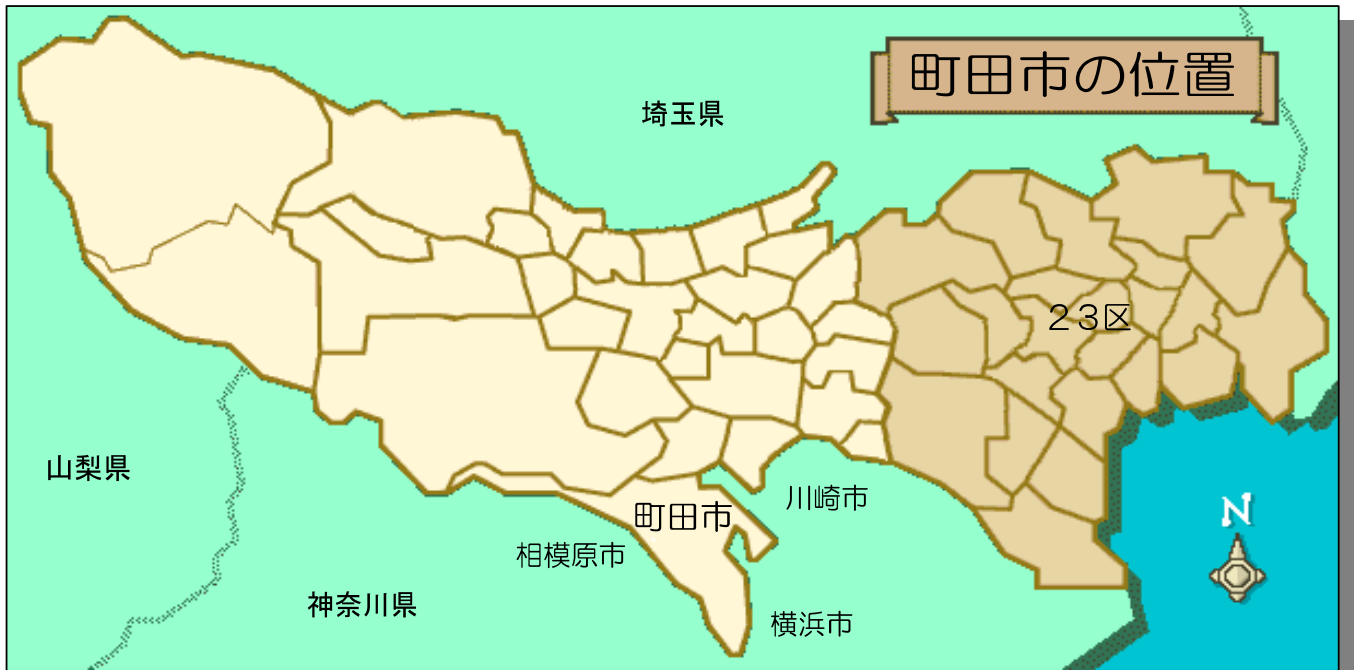 町田市の位置
埼玉県
２３区
山梨県
川崎市
町田市
N
相模原市
神奈川県
横浜市